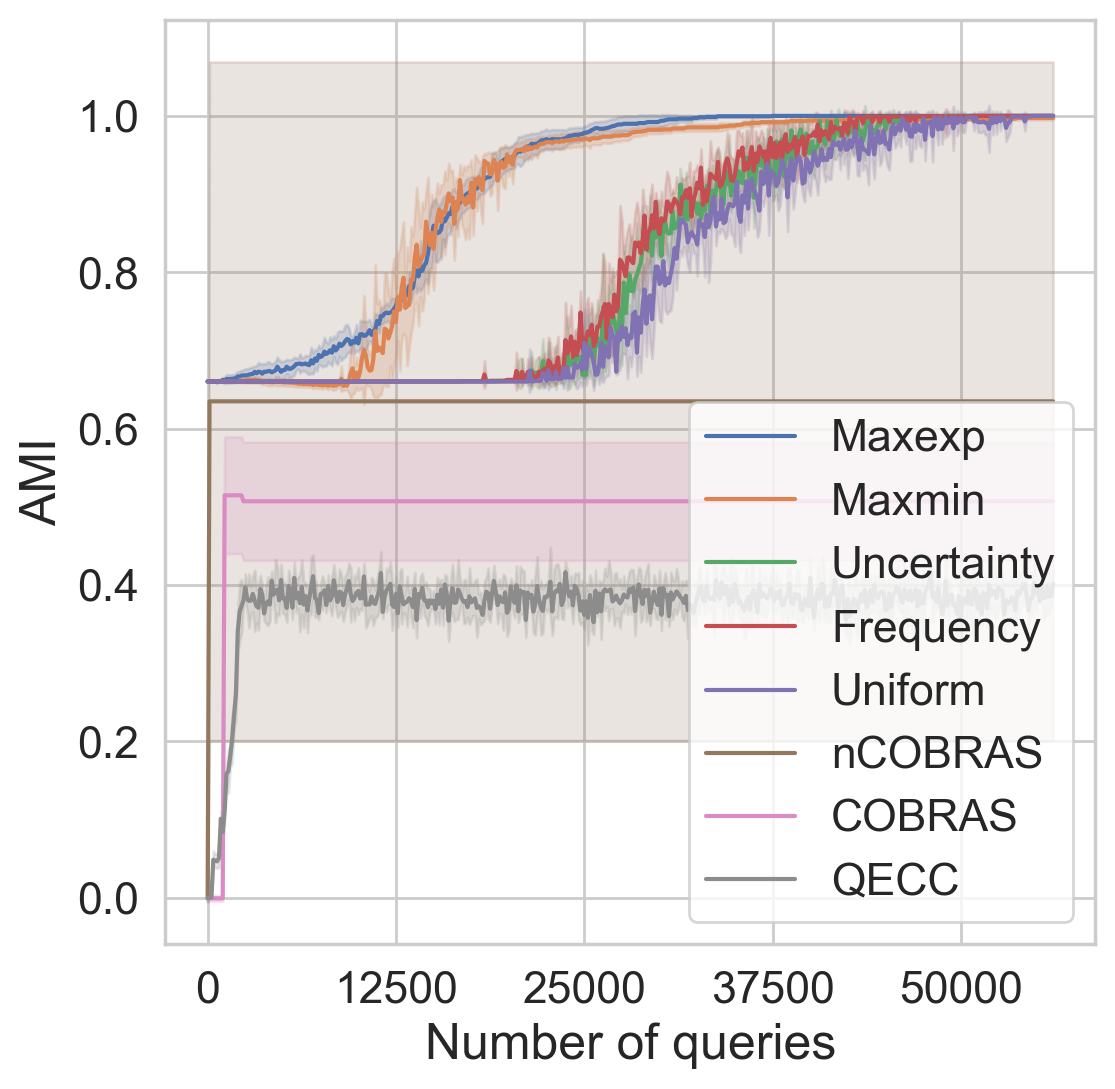 1.0
0.8
0.6
0.4
0.2
0.0
AMI
0
12500
25000
37500
50000
Number of queries
Maxexp
Maxmin
Uncertainty
Frequency
Uniform
nCOBRAS
COBRAS
QECC